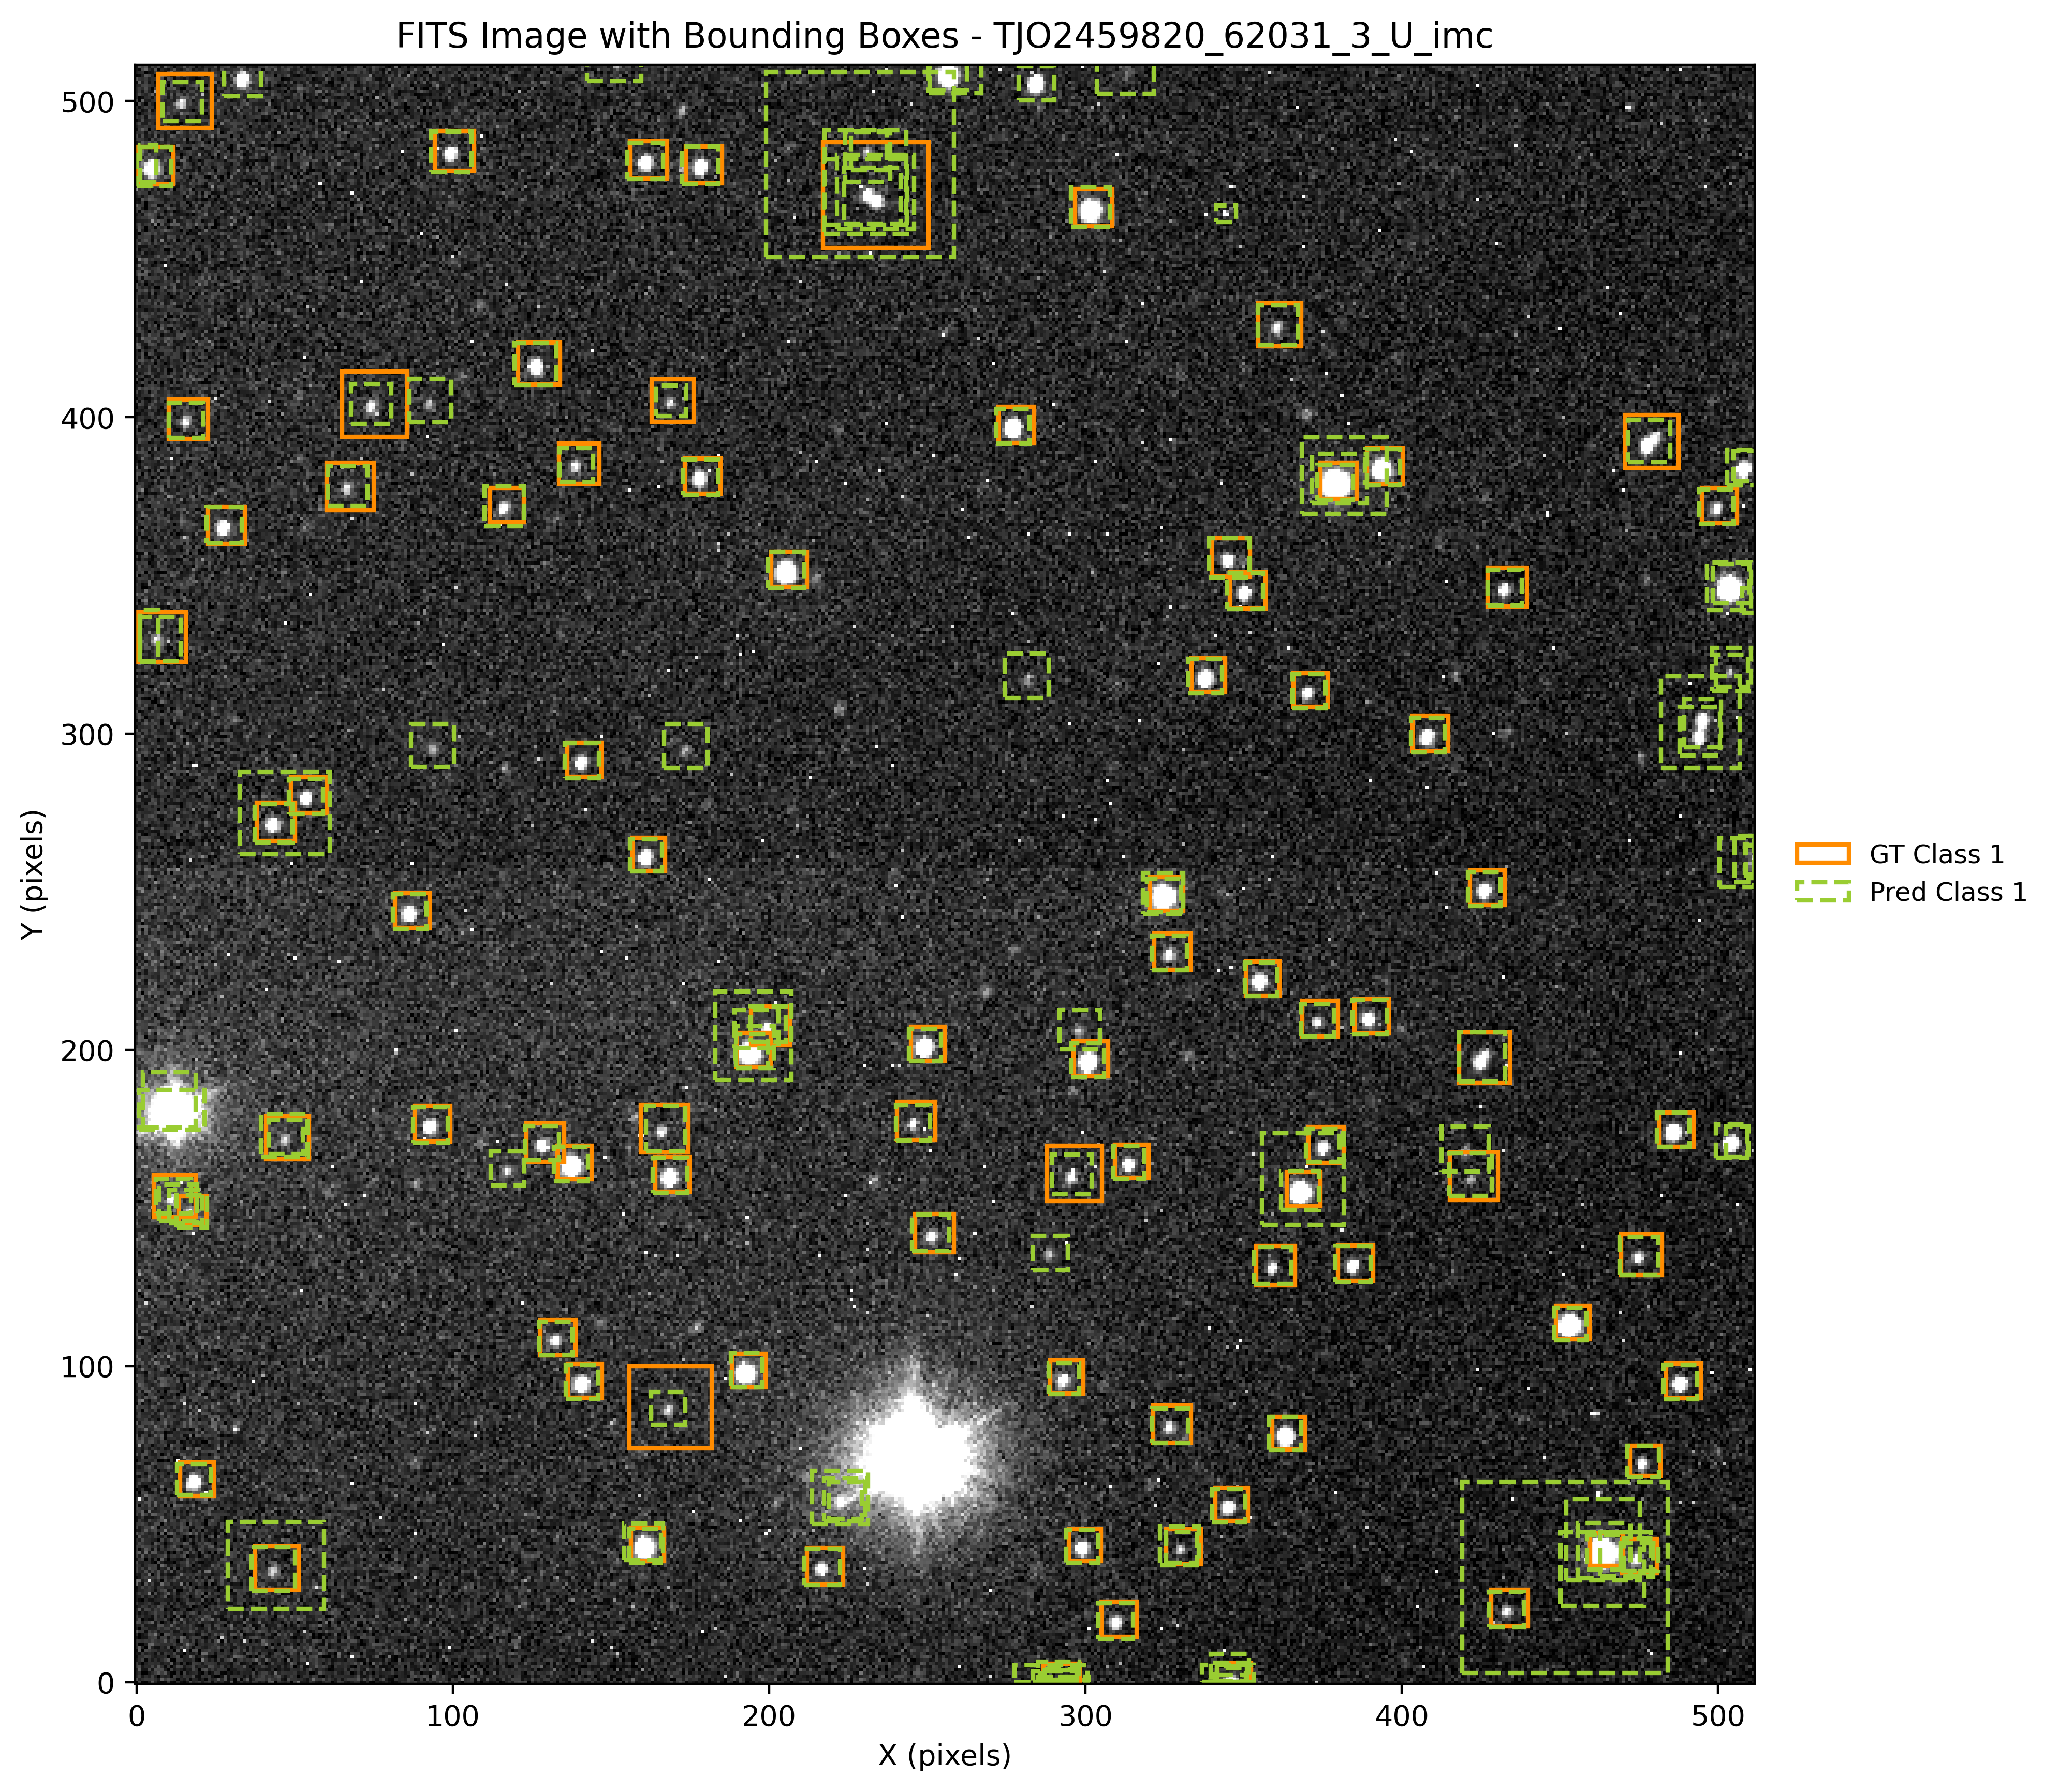 FITS Image with Bounding Boxes - TJO2459820_62031_3_U_imc
500
400
300
200
100
0
Y (pixels)
0 100 200 300 400 500
X (pixels)
GT Class 1
Pred Class 1